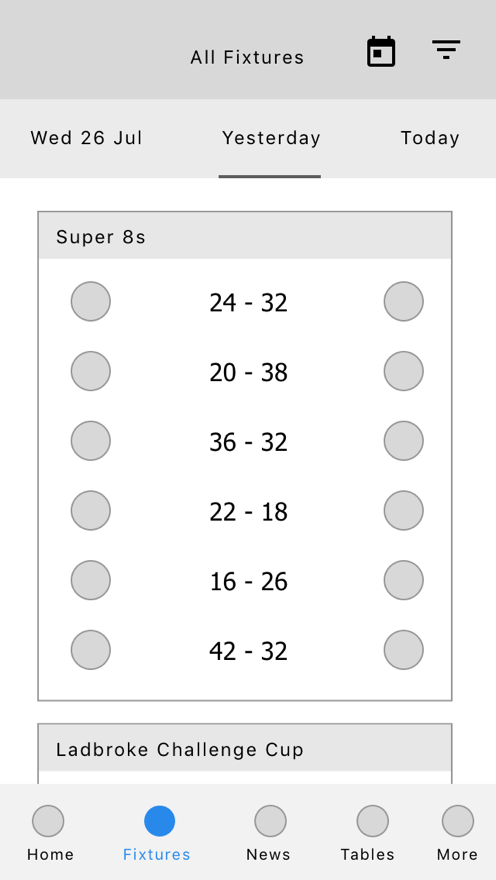 All Fixtures
Wed 26 Jul Yesterday Today
Super 8s
24 - 32
20 - 38
36 - 32
22 - 18
16 - 26
42 - 32
Ladbroke Challenge Cup
Home Fixtures News Tables More